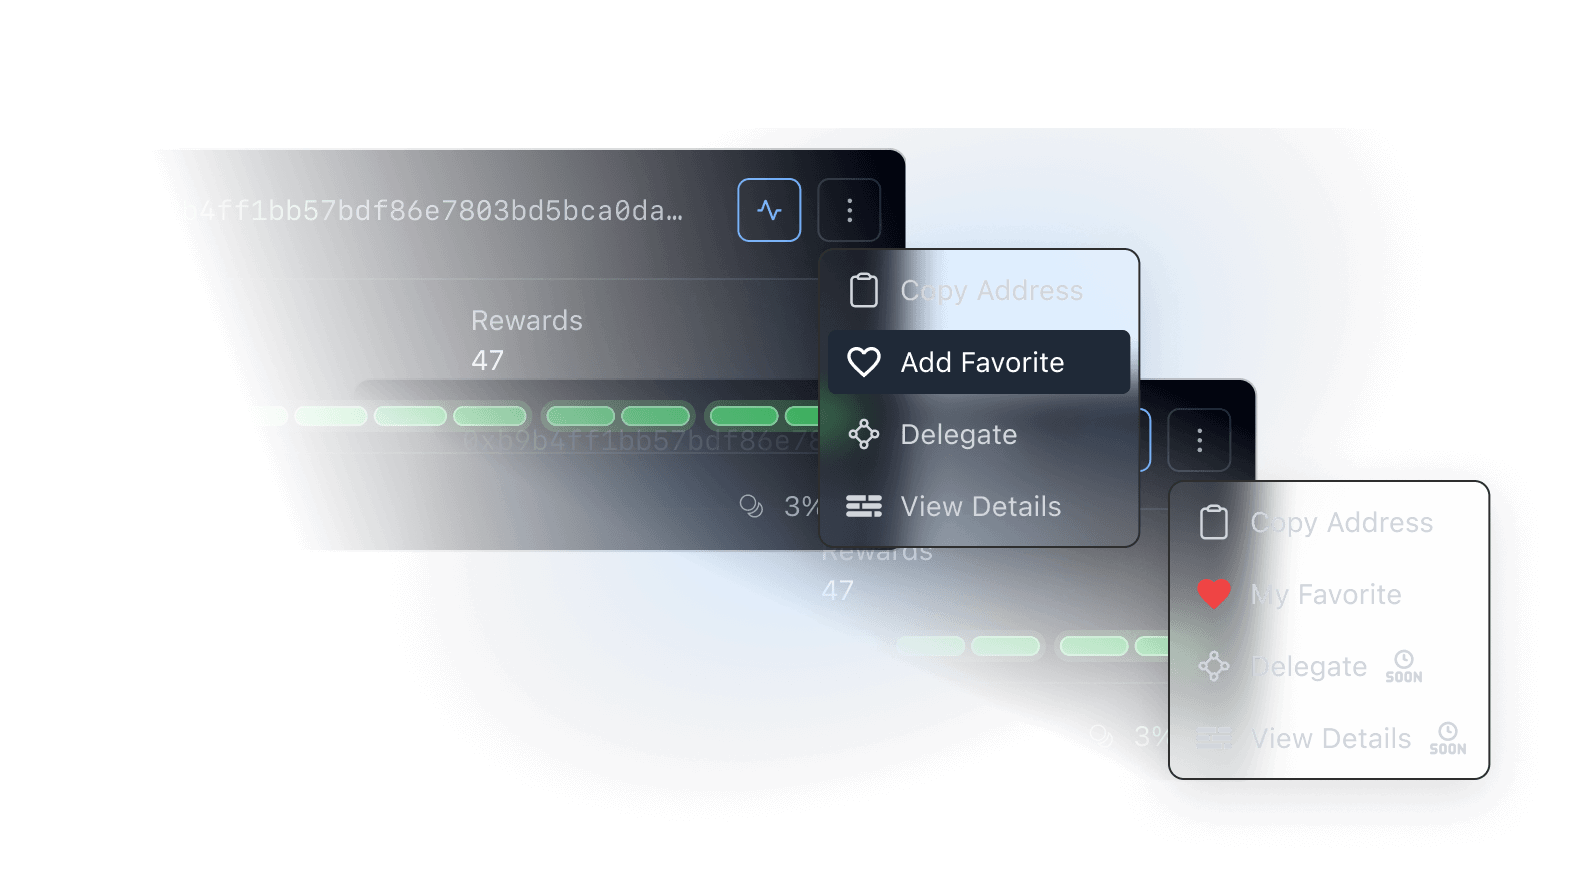 b4ff1bb57bdf86e7803bd5bca0da…
Rewards
47
3%
Copy Address
Add Favorite
Delegate
View Details
0xb9b4ff1bb57bdf86e78
Rewards
47
3%
Copy Address
My Favorite
Delegate SOON
View Details SOON